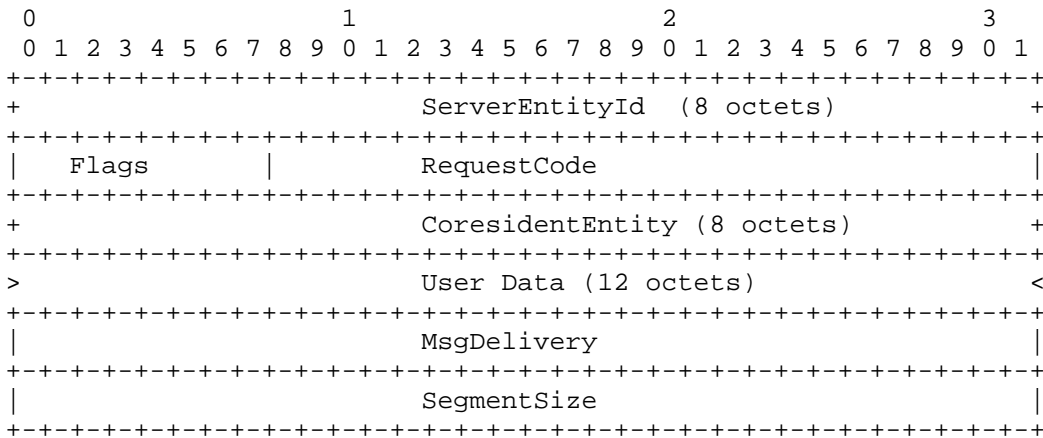 0                   1                   2                   3
 0 1 2 3 4 5 6 7 8 9 0 1 2 3 4 5 6 7 8 9 0 1 2 3 4 5 6 7 8 9 0 1
+-+-+-+-+-+-+-+-+-+-+-+-+-+-+-+-+-+-+-+-+-+-+-+-+-+-+-+-+-+-+-+-+
+                         ServerEntityId  (8 octets)            +
+-+-+-+-+-+-+-+-+-+-+-+-+-+-+-+-+-+-+-+-+-+-+-+-+-+-+-+-+-+-+-+-+
|   Flags       |         RequestCode                           |
+-+-+-+-+-+-+-+-+-+-+-+-+-+-+-+-+-+-+-+-+-+-+-+-+-+-+-+-+-+-+-+-+
+                         CoresidentEntity (8 octets)           +
+-+-+-+-+-+-+-+-+-+-+-+-+-+-+-+-+-+-+-+-+-+-+-+-+-+-+-+-+-+-+-+-+
>                         User Data (12 octets)                 <
+-+-+-+-+-+-+-+-+-+-+-+-+-+-+-+-+-+-+-+-+-+-+-+-+-+-+-+-+-+-+-+-+
|                         MsgDelivery                           |
+-+-+-+-+-+-+-+-+-+-+-+-+-+-+-+-+-+-+-+-+-+-+-+-+-+-+-+-+-+-+-+-+
|                         SegmentSize                           |
+-+-+-+-+-+-+-+-+-+-+-+-+-+-+-+-+-+-+-+-+-+-+-+-+-+-+-+-+-+-+-+-+